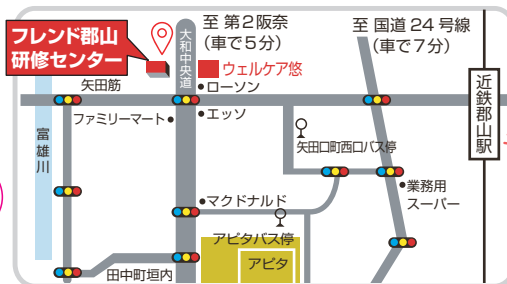 フレンド郡山
研修センター
大和中央道
至 第2阪奈
(車で5分)
至 国道24号線
(車で7分)
ウェルケア悠
矢田筋
ローソン
ファミリーマート
エッソ
富雄川
矢田口町西口バス停
近鉄郡山駅
業務用
スーパー
マクドナルド
アピタバス停
アピタ
田中町垣内